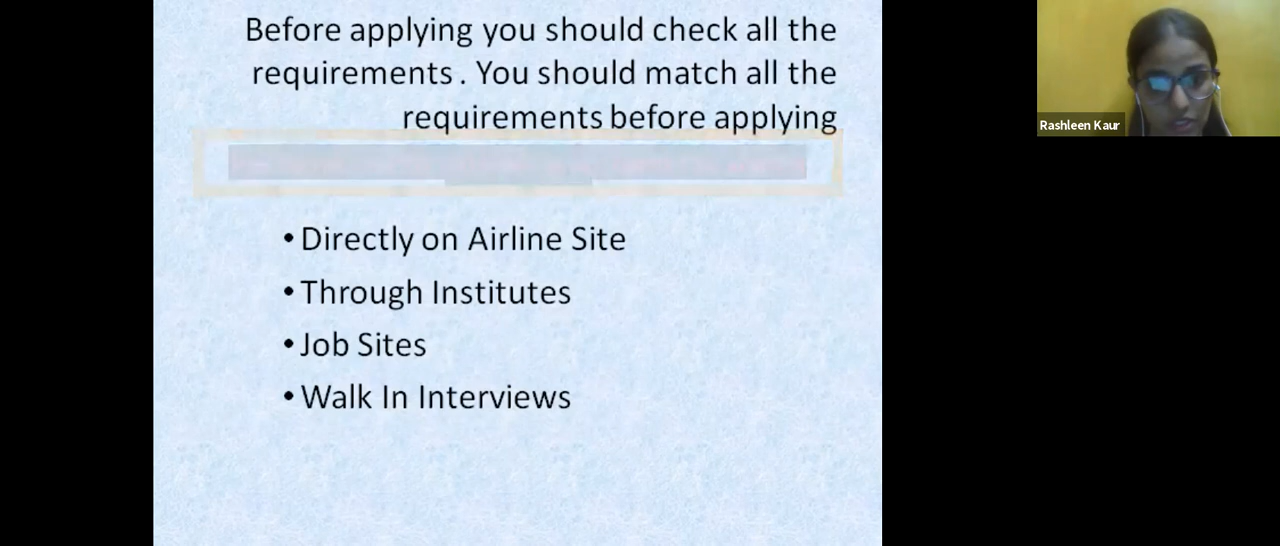 Before applying you should check all the
requirements . You should match all the
requirements before applying
• Directly on Airline Site
• Through Institutes
• Job Sites
• Walk In Interviews
Rashleen Kaur